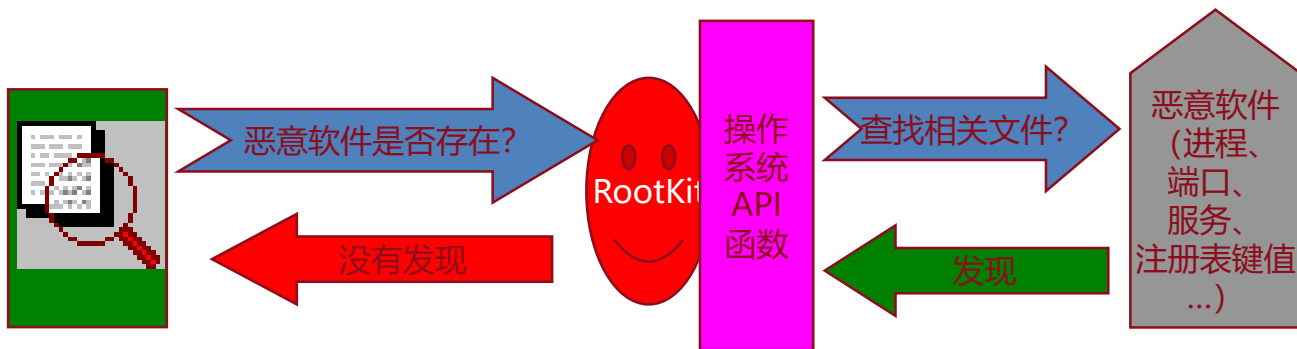 恶意软件是否存在?
没有发现
RootKit
操作
系统
API
函数
查找相关文件?
发现
恶意软件
(进程、
端口、
服务、
注册表键值
...)